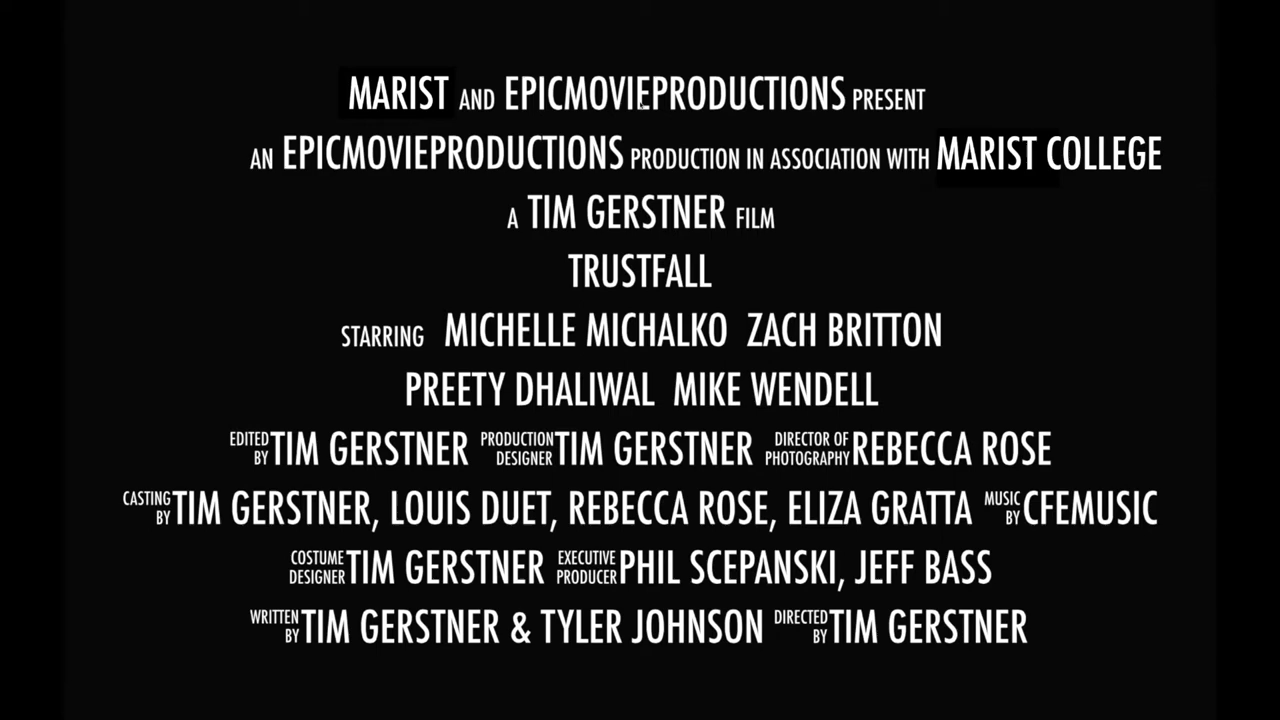 MARIST AND EPICMOVIEPRODUCTIONS PRESENT
AN EPICMOVIEPRODUCTIONS PRODUCTION IN ASSOCIATION WITH MARIST COLLEGE
A TIM GERSTNER FILM
TRUSTFALL
STARRING MICHELLE MICHALKO ZACH BRITTON
PREETY DHALIWAL MIKE WENDELL
EDITED BY TIM GERSTNER PRODUCTION DESIGNER TIM GERSTNER DIRECTOR OF PHOTOGRAPHY REBECCA ROSE
CASTING BY TIM GERSTNER, LOUIS DUET, REBECCA ROSE, ELIZA GRATTA MUSIC BY CFEMUSIC
COSTUME DESIGNER TIM GERSTNER EXECUTIVE PRODUCER PHIL SCEPANSKI, JEFF BASS
WRITTEN BY TIM GERSTNER & TYLER JOHNSON DIRECTED BY TIM GERSTNER